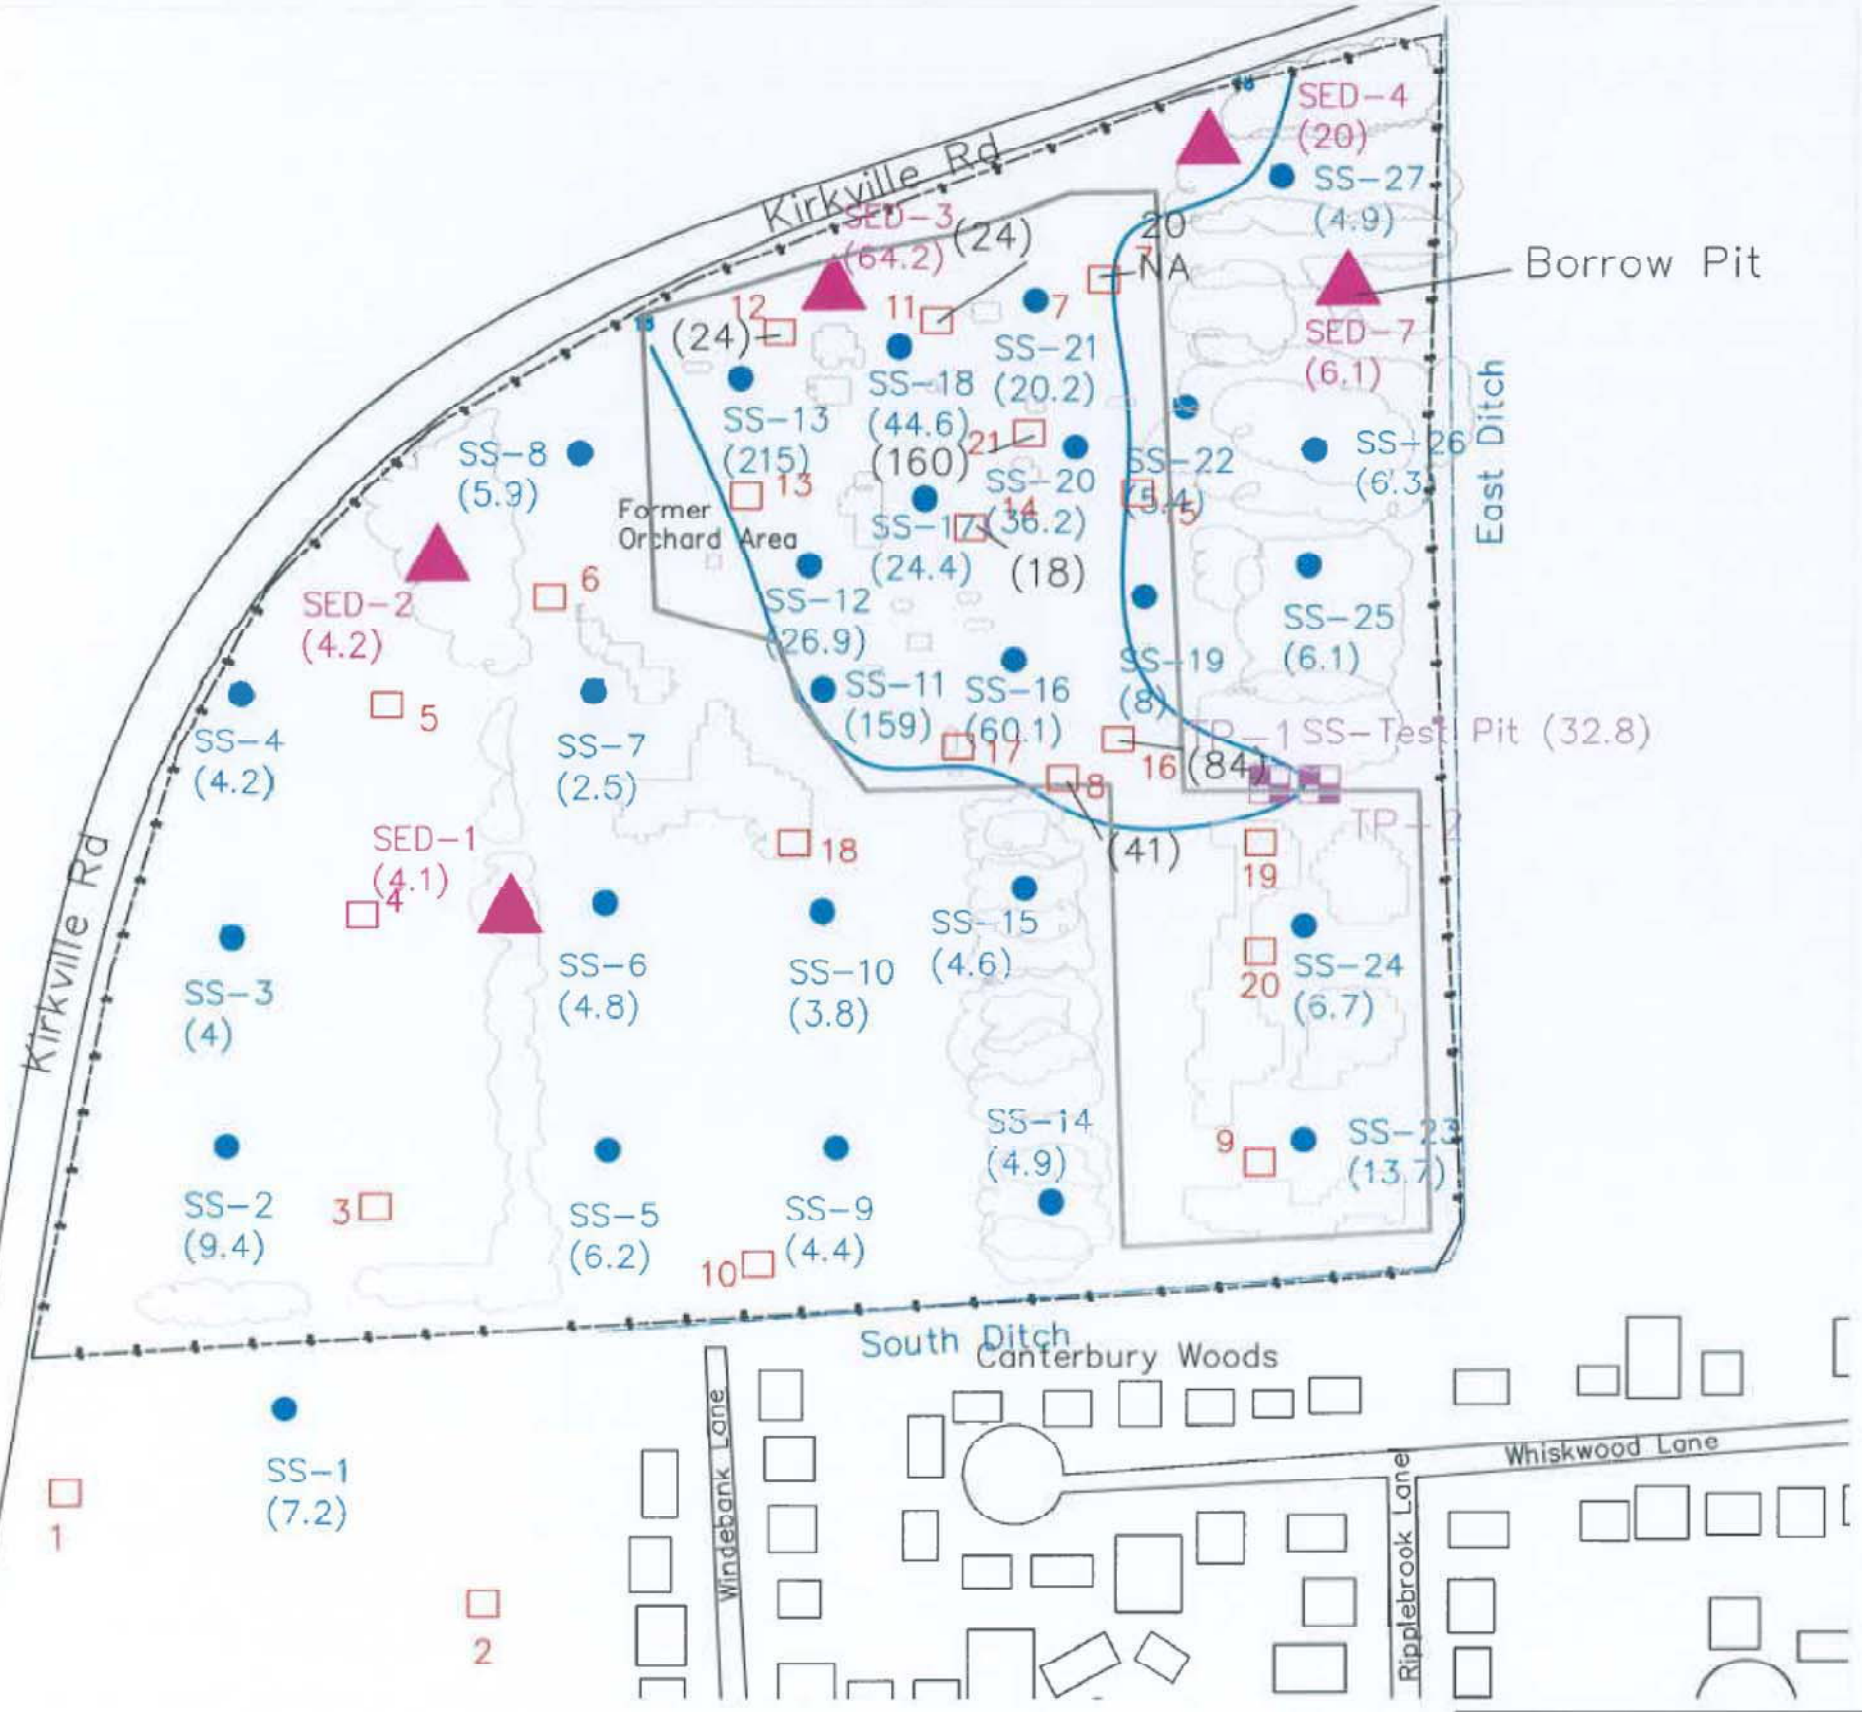 SED-4
(20)
Kirkville Rd
SS-27
(4.9)
SED-3
(64.2)
(24)
20
7
NA
Borrow Pit
12
(24)
11
7
SED-7
(6.1)
SS-21
(20.2)
SS-18
(44.6)
SS-13
(215)
21
(160)
SS-8
(5.9)
SS-22
(5.4)
SS-26
(6.3
East Ditch
13
SS-20
(36.2)
14
5
Former
Orchard Area
SS-17
(24.4)
(18)
6
SED-2
(4.2)
SS-12
(26.9)
SS-25
(6.1)
SS-11
(159)
SS-16
(60.1)
SS-19
(8)
5
SS-4
(4.2)
SS-7
(2.5)
17
16
(84)
TP-1
SS-Test Pit (32.8)
8
TP-2
SED-1
(4.1)
4
18
(41)
19
Kirkville Rd
SS-15
(4.6)
SS-3
(4)
SS-6
(4.8)
SS-10
(3.8)
20
SS-24
(6.7)
SS-14
(4.9)
9
SS-23
(13.7)
SS-2
(9.4)
3
SS-5
(6.2)
SS-9
(4.4)
10
South Ditch
Canterbury Woods
SS-1
(7.2)
1
2
Windebank Lane
Whiskwood Lane
Ripplebrook Lane